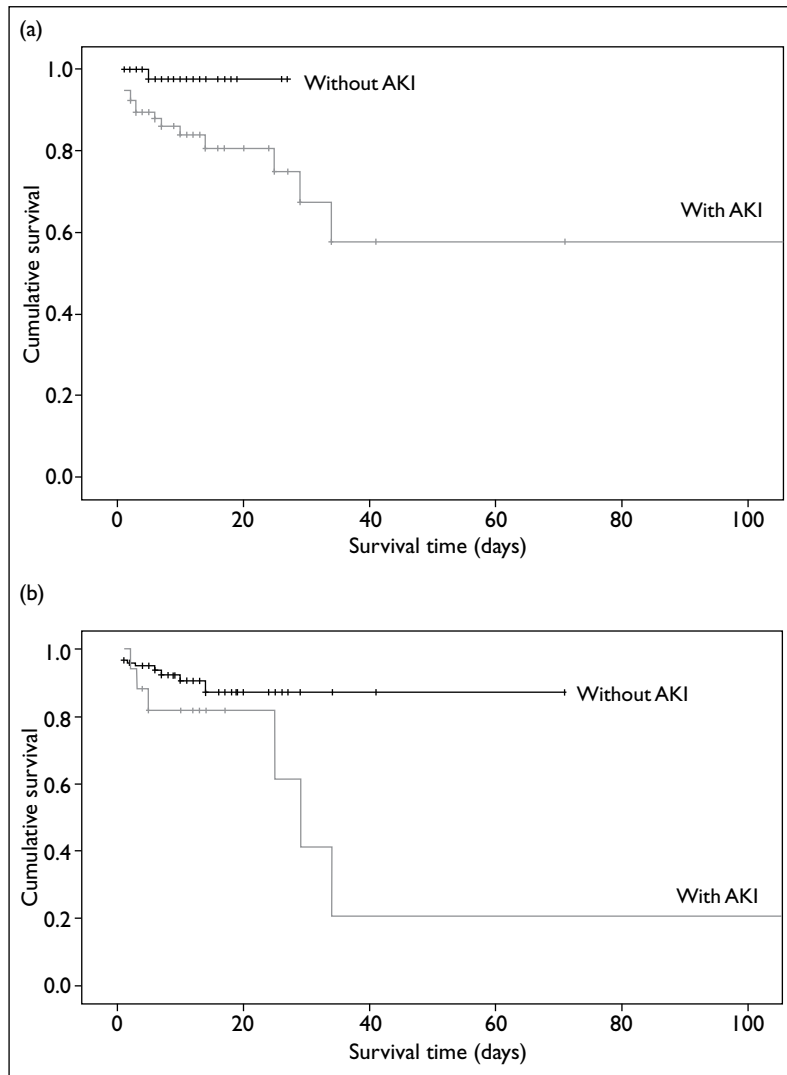 (a)
1.0
Without AKI
0.8
With AKI
0.6
0.4
0.2
0.0
Cumulative survival
0 20 40 60 80 100
Survival time (days)
(b)
1.0
Without AKI
0.8
0.6
0.4
With AKI
0.2
0.0
Cumulative survival
0 20 40 60 80 100
Survival time (days)